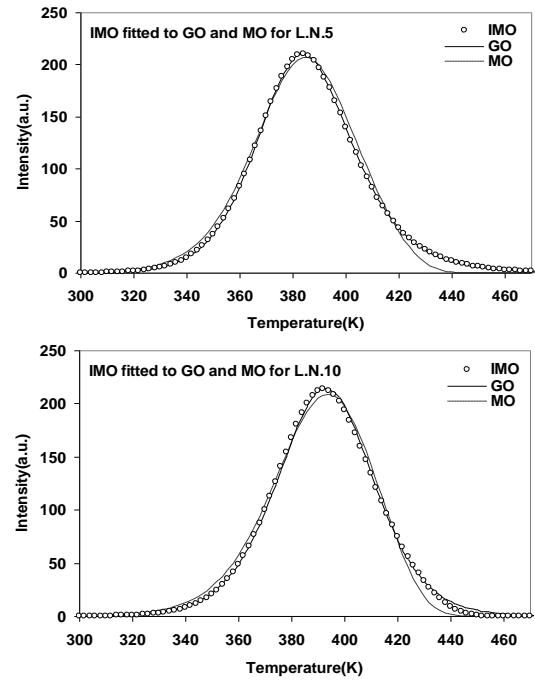 IMO fitted to GO and MO for L.N.5
IMO
GO
MO
Intensity(a.u.)
250
200
150
100
50
0
300 320 340 360 380 400 420 440 460
Temperature(K)
IMO fitted to GO and MO for L.N.10
IMO
GO
MO
Intensity(a.u.)
250
200
150
100
50
0
300 320 340 360 380 400 420 440 460
Temperature(K)